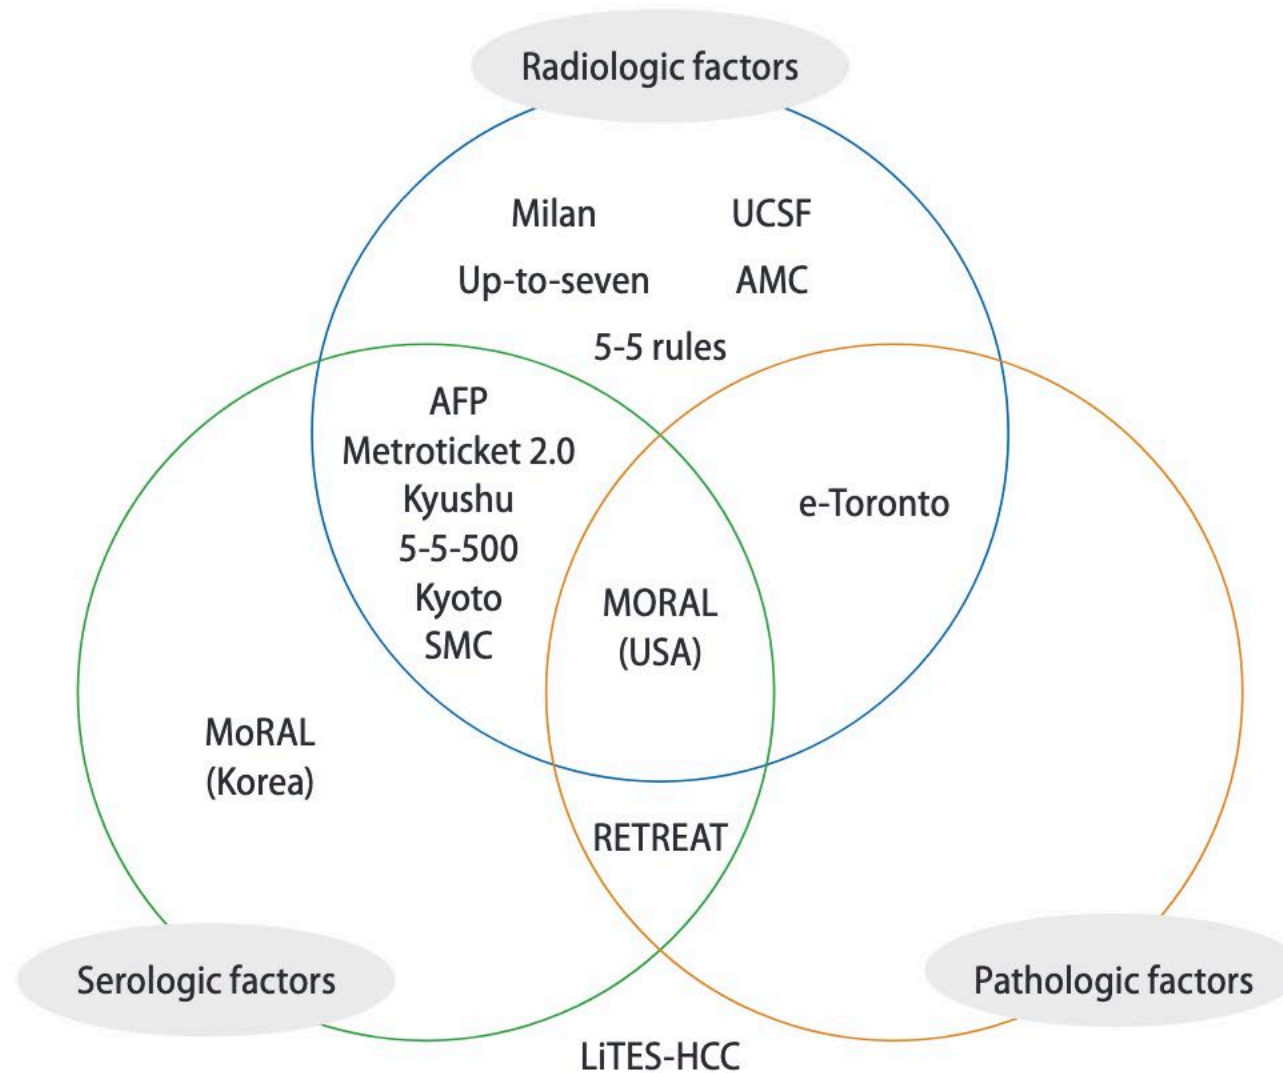 Radiologic factors
Milan
UCSF
Up-to-seven
AMC
5-5 rules
AFP
Metroticket 2.0
Kyushu
5-5-500
Kyoto
SMC
e-Toronto
MORAL
(USA)
MoRAL
(Korea)
RETREAT
Serologic factors
Pathologic factors
LiTES-HCC